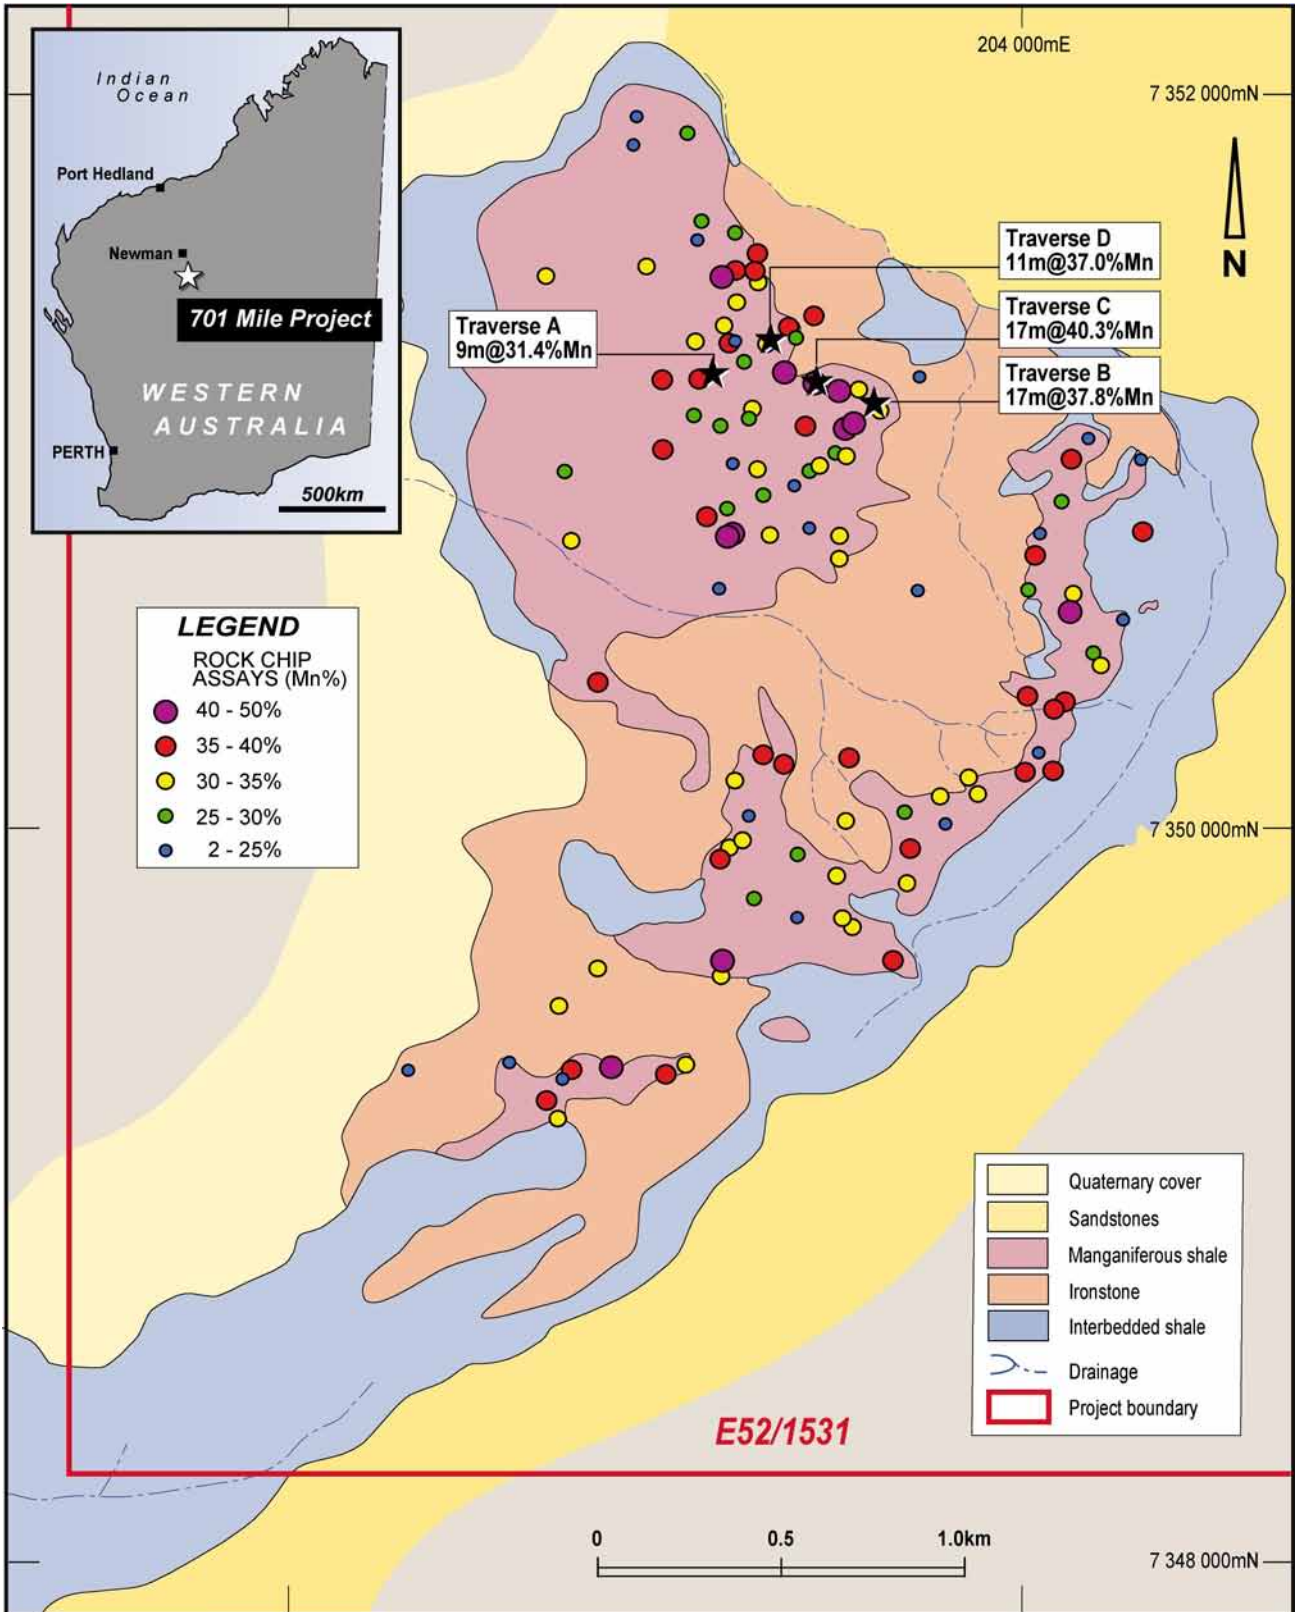 204 000mE
7 352 000mN
Indian
Ocean
Port Hedland
Newman
701 Mile Project
WESTERN
AUSTRALIA
PERTH
500km
N
Traverse D
11m@37.0%Mn
Traverse C
17m@40.3%Mn
Traverse A
9m@31.4%Mn
Traverse B
17m@37.8%Mn
LEGEND
ROCK CHIP
ASSAYS (Mn%)
40 - 50%
35 - 40%
30 - 35%
25 - 30%
2 - 25%
7 350 000mN
Quaternary cover
Sandstones
Manganiferous shale
Ironstone
Interbedded shale
Drainage
Project boundary
E52/1531
0 0.5 1.0km
7 348 000mN